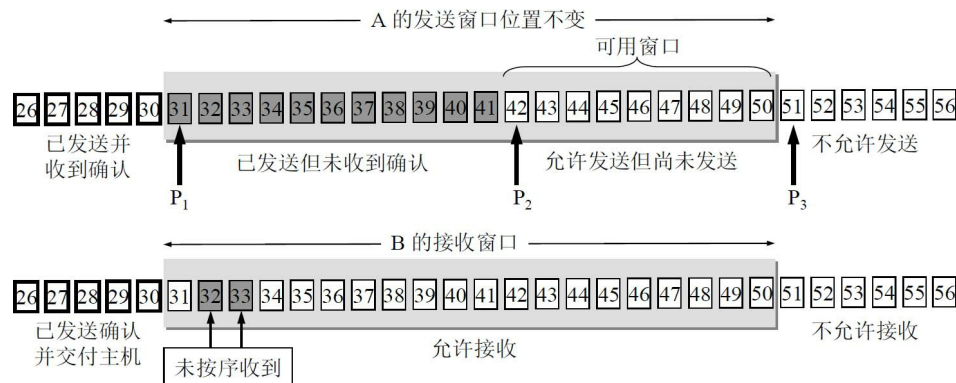 A 的发送窗口位置不变
可用窗口
26 27 28 29 30 31 32 33 34 35 36 37 38 39 40 41 42 43 44 45 46 47 48 49 50 51 52 53 54 55 56
已发送并
收到确认
已发送但未收到确认
允许发送但尚未发送
不允许发送
P1
P2
P3
B 的接收窗口
26 27 28 29 30 31 32 33 34 35 36 37 38 39 40 41 42 43 44 45 46 47 48 49 50 51 52 53 54 55 56
已发送确认
并交付主机
未按序收到
允许接收
不允许接收